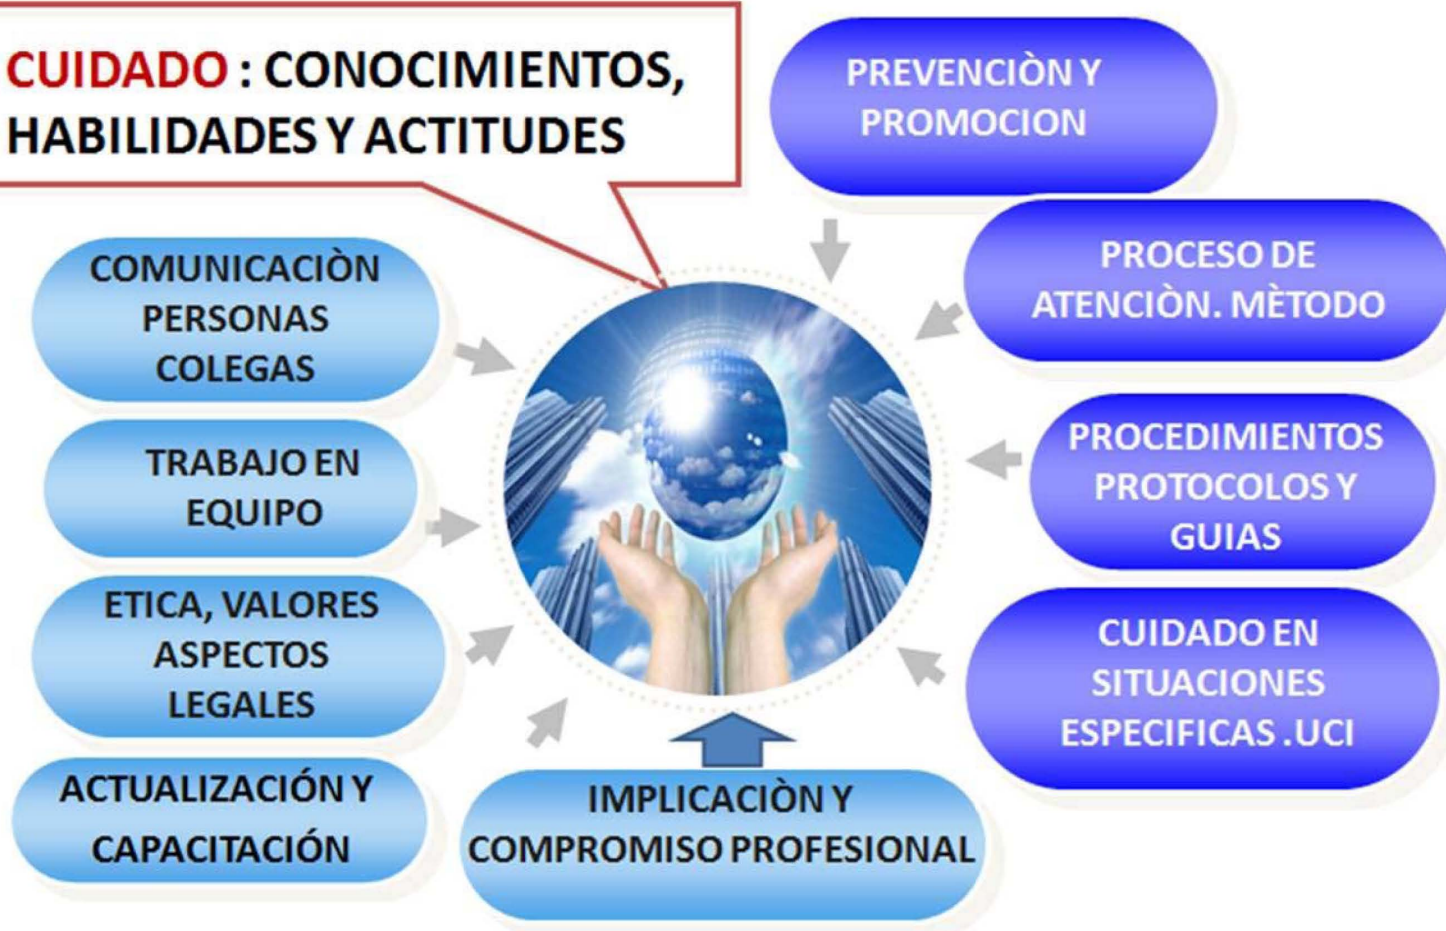 CUIDADO : CONOCIMIENTOS,
HABILIDADES Y ACTITUDES
PREVENCIÒN Y
PROMOCION
PROCESO DE
ATENCIÒN. MÈTODO
PROCEDIMIENTOS
PROTOCOLOS Y
GUIAS
CUIDADO EN
SITUACIONES
ESPECIFICAS .UCI
COMUNICACIÒN
PERSONAS
COLEGAS
TRABAJO EN
EQUIPO
ETICA, VALORES
ASPECTOS
LEGALES
ACTUALIZACIÓN Y
CAPACITACIÓN
IMPLICACIÒN Y
COMPROMISO PROFESIONAL